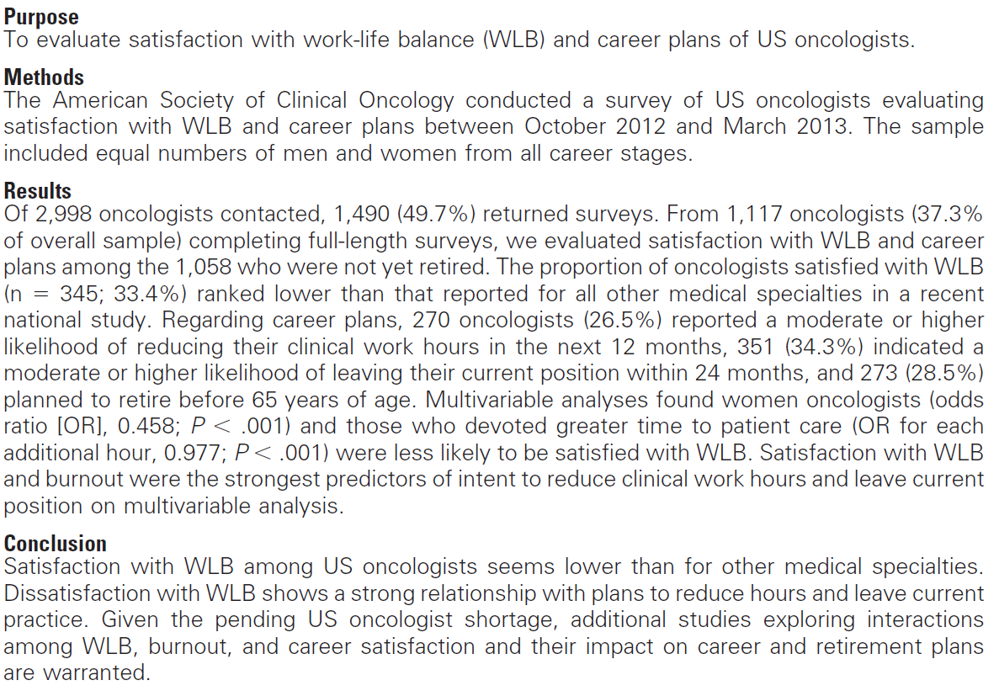 Purpose
To evaluate satisfaction with work-life balance (WLB) and career plans of US oncologists.
Methods
The American Society of Clinical Oncology conducted a survey of US oncologists evaluating
satisfaction with WLB and career plans between October 2012 and March 2013. The sample
included equal numbers of men and women from all career stages.
Results
Of 2,998 oncologists contacted, 1,490 (49.7%) returned surveys. From 1,117 oncologists (37.3%
of overall sample) completing full-length surveys, we evaluated satisfaction with WLB and career
plans among the 1,058 who were not yet retired. The proportion of oncologists satisfied with WLB
(n = 345; 33.4%) ranked lower than that reported for all other medical specialties in a recent
national study. Regarding career plans, 270 oncologists (26.5%) reported a moderate or higher
likelihood of reducing their clinical work hours in the next 12 months, 351 (34.3%) indicated a
moderate or higher likelihood of leaving their current position within 24 months, and 273 (28.5%)
planned to retire before 65 years of age. Multivariable analyses found women oncologists (odds
ratio [OR], 0.458; P < .001) and those who devoted greater time to patient care (OR for each
additional hour, 0.977; P < .001) were less likely to be satisfied with WLB. Satisfaction with WLB
and burnout were the strongest predictors of intent to reduce clinical work hours and leave current
position on multivariable analysis.
Conclusion
Satisfaction with WLB among US oncologists seems lower than for other medical specialties.
Dissatisfaction with WLB shows a strong relationship with plans to reduce hours and leave current
practice. Given the pending US oncologist shortage, additional studies exploring interactions
among WLB, burnout, and career satisfaction and their impact on career and retirement plans
are warranted.